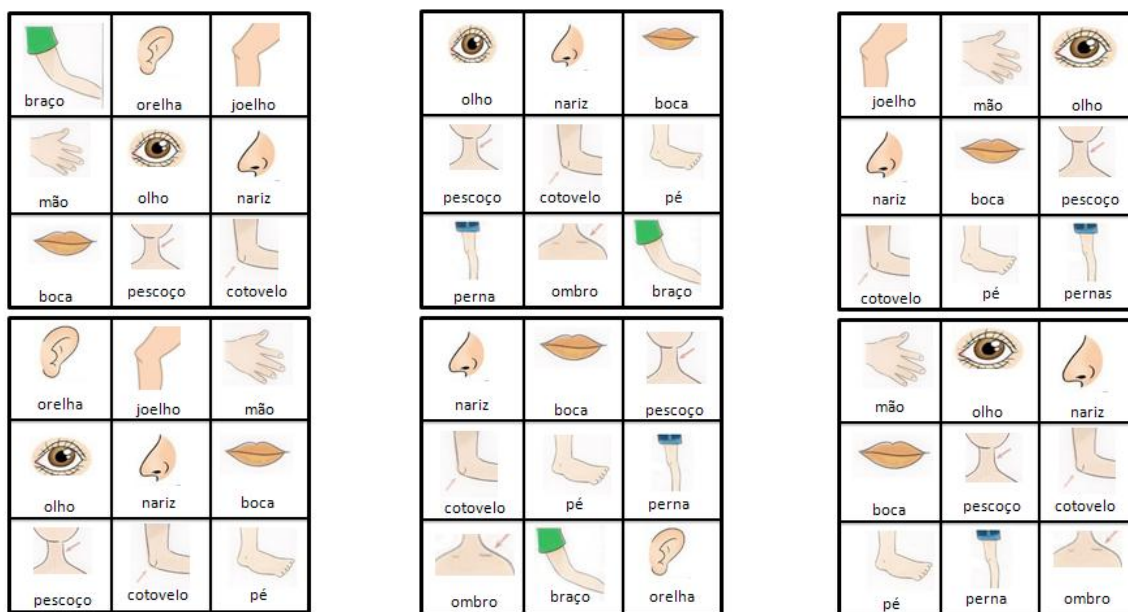 braço orelha joelho
mão olho nariz
boca pescoço cotovelo
olho nariz boca
pescoço cotovelo pé
perna ombro braço
joelho mão olho
nariz boca pescoço
cotovelo pé pernas
orelha joelho mão
olho nariz boca
pescoço cotovelo pé
nariz boca pescoço
cotovelo pé perna
ombro braço orelha
mão olho nariz
boca pescoço cotovelo
pé perna ombro